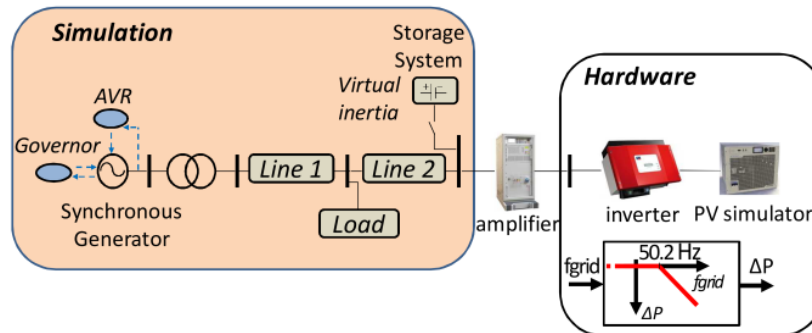 Simulation
Storage
System
Virtual
inertia
AVR
Governor
Synchronous
Generator
Line 1
Line 2
Load
amplifier
Hardware
inverter
PV simulator
50.2 Hz
fgrid
fgrid
ΔP
ΔP